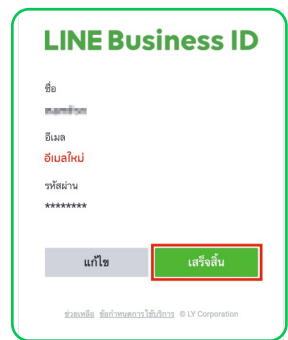 LINE Business ID
ชื่อ
อีเมล
อีเมลใหม่
รหัสผ่าน
********
แก้ไข
เสร็จสิ้น
ช่วยเหลือ ข้อกำหนดการใช้บริการ © LY Corporation